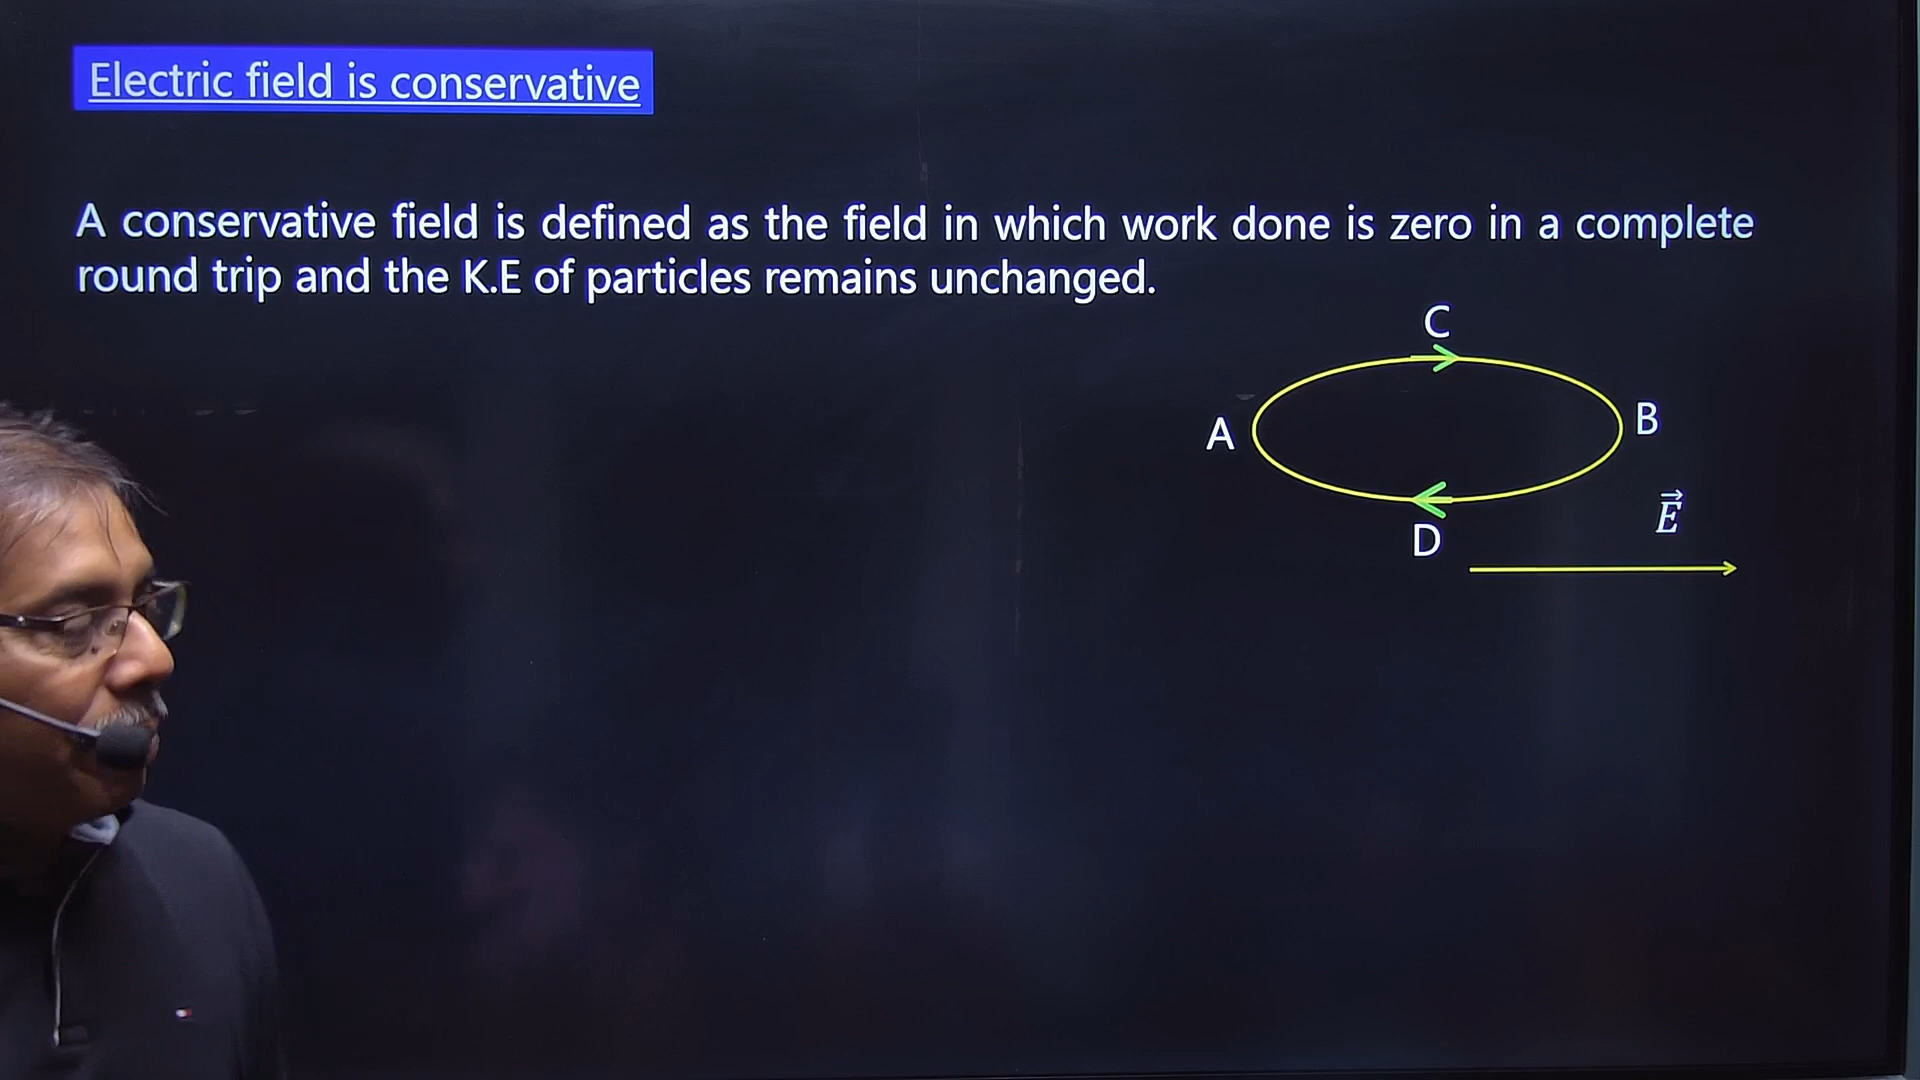 Electric field is conservative
A conservative field is defined as the field in which work done is zero in a complete
round trip and the K.E of particles remains unchanged.
C
A
B
D
E⃗